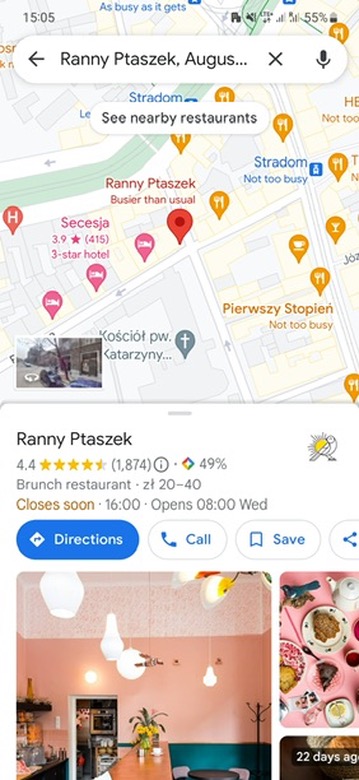 15:05
55%
As busy as it gets
Ranny Ptaszek, Augus...
Stradom
See nearby restaurants
Stradom
Not too busy
Ranny Ptaszek
Busier than usual
H
Secesja
3.9 ★ (415)
3-star hotel
Pierwszy Stopień
Not too busy
Kościół pw.
Katarzyny...
Ranny Ptaszek
4.4 ★★★★★ (1,874) · 49%
Brunch restaurant · zł 20–40
Closes soon · 16:00 · Opens 08:00 Wed
Directions
Call
Save
22 days ag